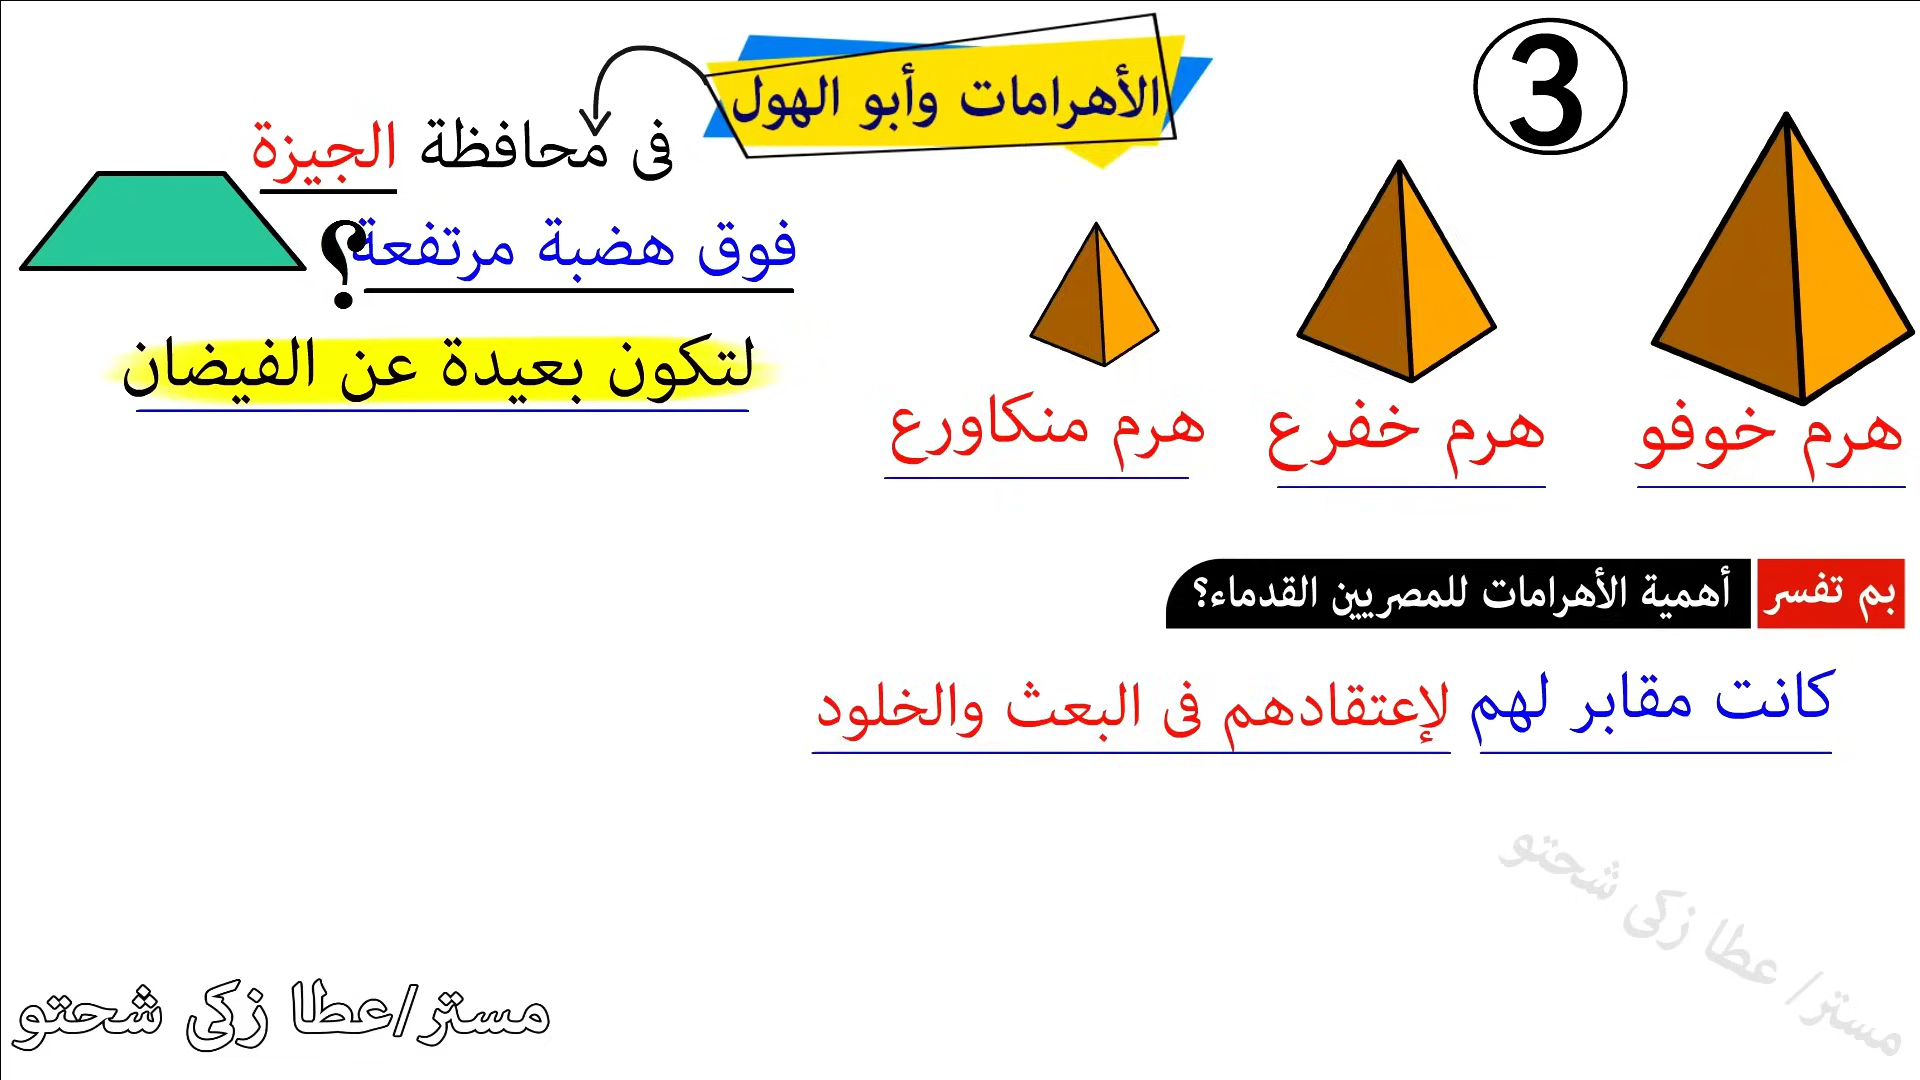 3
الأهرامات وأبو الهول
فى محافظة الجيزة
فوق هضبة مرتفعة ؟
لتكون بعيدة عن الفيضان
هرم خوفو
هرم خفرع
هرم منكاورع
بم تفسر أهمية الأهرامات للمصريين القدماء؟
كانت مقابر لهم لإعتقادهم فى البعث والخلود
مستر/ عطا زكى شحتو
مستر/عطا زكى شحتو